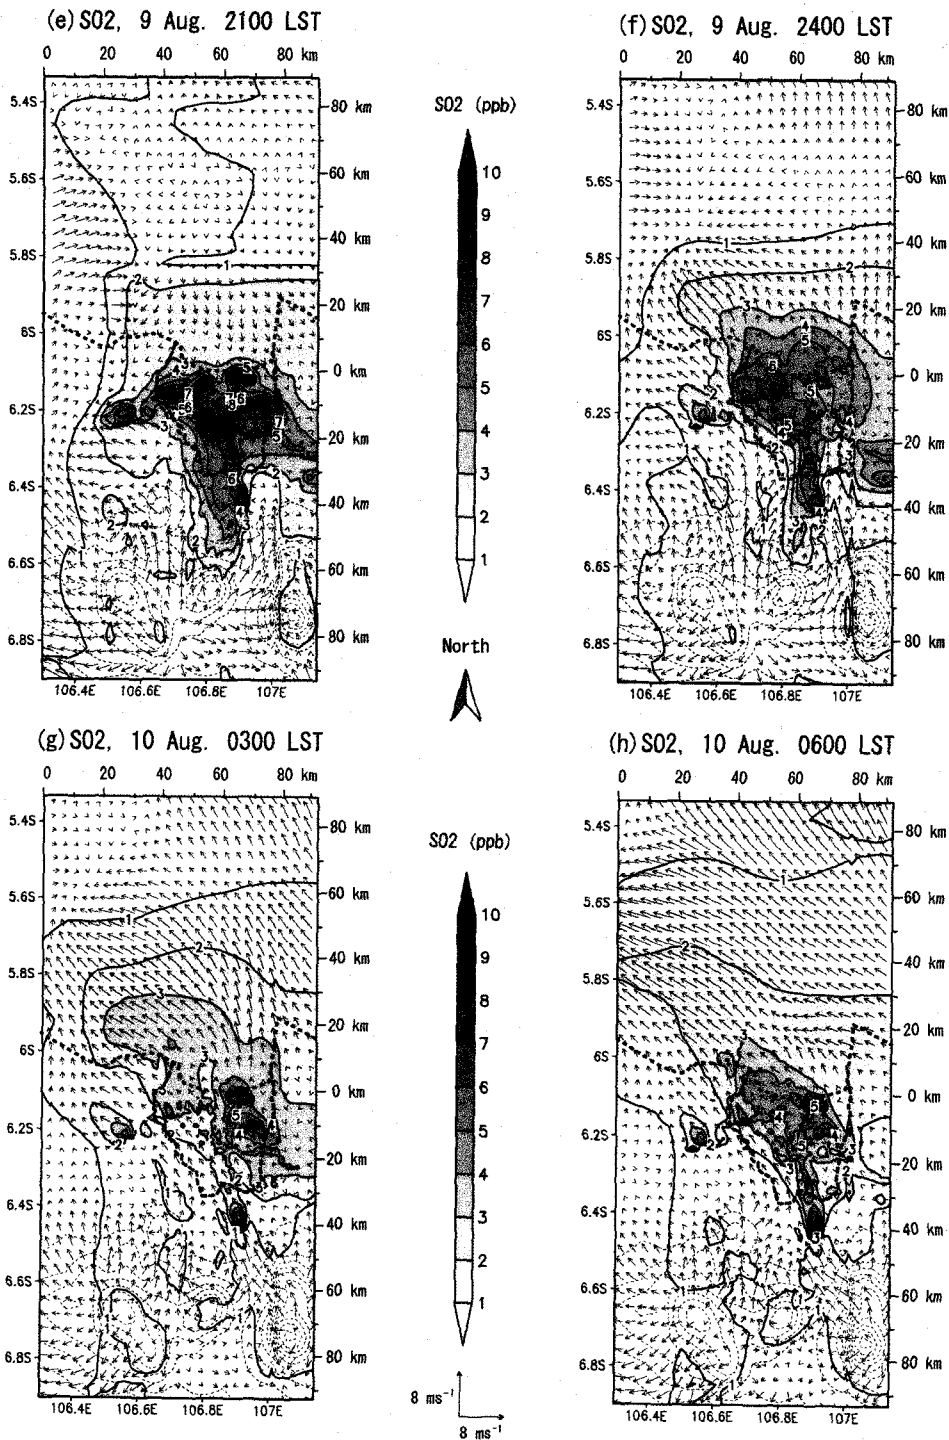 (e) SO2, 9 Aug. 2100 LST
0 20 40 60 80 km
5.4S
5.6S
5.8S
6S
6.2S
6.4S
6.6S
6.8S
80 km
60 km
40 km
20 km
0 km
20 km
40 km
60 km
80 km
106.4E 106.6E 106.8E 107E
SO2 (ppb)
10
9
8
7
6
5
4
3
2
1
North
(f) SO2, 9 Aug. 2400 LST
0 20 40 60 80 km
5.4S
5.6S
5.8S
6S
6.2S
6.4S
6.6S
6.8S
80 km
60 km
40 km
20 km
0 km
20 km
40 km
60 km
80 km
106.4E 106.6E 106.8E 107E
(g) SO2, 10 Aug. 0300 LST
0 20 40 60 80 km
5.4S
5.6S
5.8S
6S
6.2S
6.4S
6.6S
6.8S
80 km
60 km
40 km
20 km
0 km
20 km
40 km
60 km
80 km
106.4E 106.6E 106.8E 107E
SO2 (ppb)
10
9
8
7
6
5
4
3
2
1
8 ms⁻¹
8 ms⁻¹
(h) SO2, 10 Aug. 0600 LST
0 20 40 60 80 km
5.4S
5.6S
5.8S
6S
6.2S
6.4S
6.6S
6.8S
80 km
60 km
40 km
20 km
0 km
20 km
40 km
60 km
80 km
106.4E 106.6E 106.8E 107E